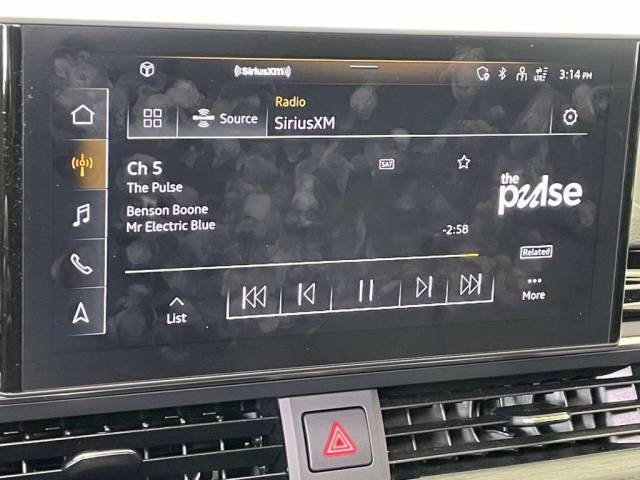 ((SiriusXM))
LTE
3:14 PM
Radio
Source
SiriusXM
Ch 5
SAT
The Pulse
the pulse
Benson Boone
Mr Electric Blue
-2:58
Related
List
More